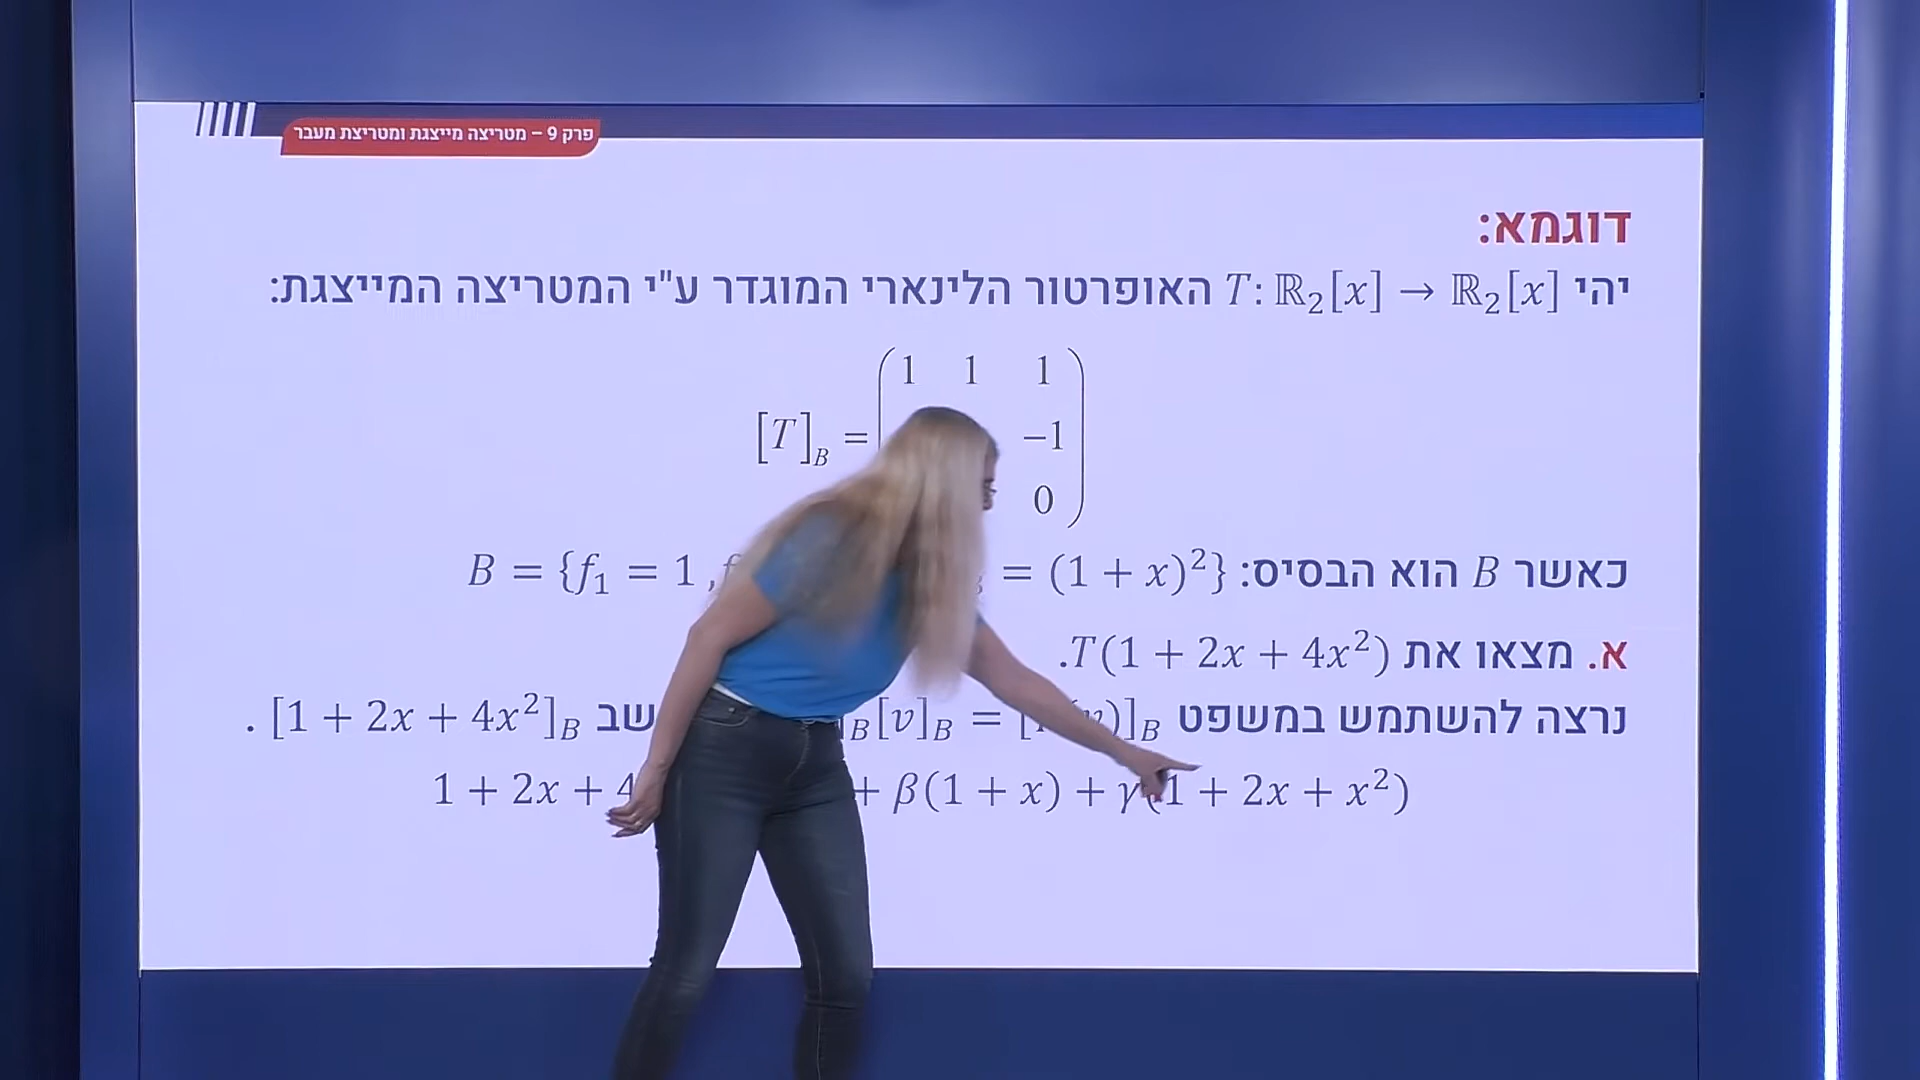 פרק 9 – מטריצה מייצגת ומטריצת מעבר
דוגמא:
יהי T: ℝ₂[x] → ℝ₂[x] האופרטור הלינארי המוגדר ע"י המטריצה המייצגת:
1 1 1
[T]_B = -1
0
כאשר B הוא הבסיס: B = {f₁ = 1 , = (1 + x)²}
א. מצאו את T(1 + 2x + 4x²).
נרצה להשתמש במשפט B[v]_B = [ ]_B שב [1 + 2x + 4x²]_B .
1 + 2x + 4 + β(1 + x) + γ(1 + 2x + x²)